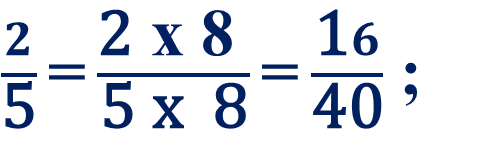 2/5 = 2 x 8/5 x 8 = 16/40 ;